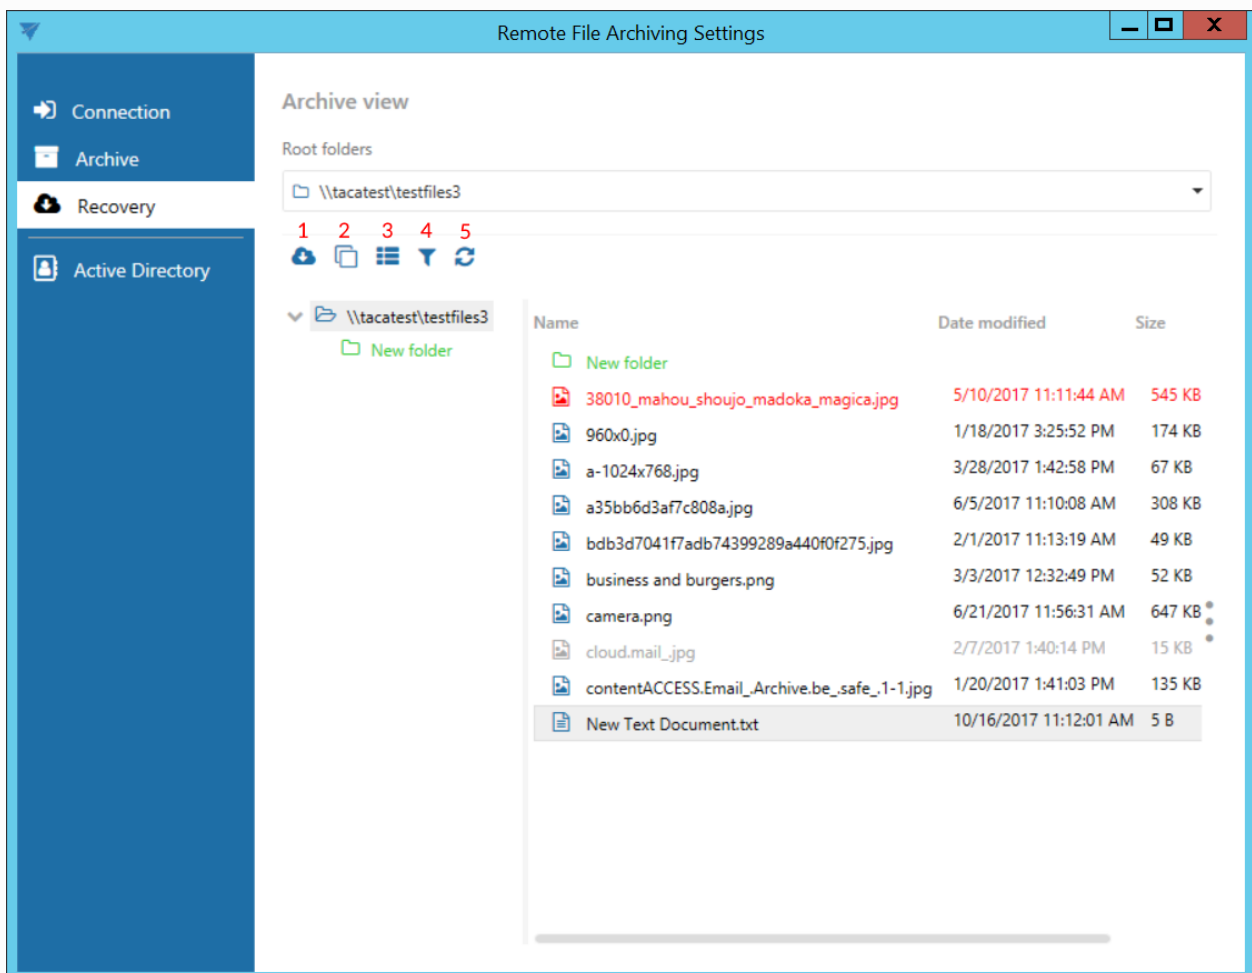 Remote File Archiving Settings
Connection
Archive
Recovery
Active Directory
Archive view
Root folders
\\tacatest\testfiles3
1 2 3 4 5
\\tacatest\testfiles3
New folder
Name Date modified Size
New folder
38010_mahou_shoujo_madoka_magica.jpg 5/10/2017 11:11:44 AM 545 KB
960x0.jpg 1/18/2017 3:25:52 PM 174 KB
a-1024x768.jpg 3/28/2017 1:42:58 PM 67 KB
a35bb6d3af7c808a.jpg 6/5/2017 11:10:08 AM 308 KB
bdb3d7041f7adb74399289a440f0f275.jpg 2/1/2017 11:13:19 AM 49 KB
business and burgers.png 3/3/2017 12:32:49 PM 52 KB
camera.png 6/21/2017 11:56:31 AM 647 KB
cloud.mail_.jpg 2/7/2017 1:40:14 PM 15 KB
contentACCESS.Email_.Archive.be_.safe_.1-1.jpg 1/20/2017 1:41:03 PM 135 KB
New Text Document.txt 10/16/2017 11:12:01 AM 5 B